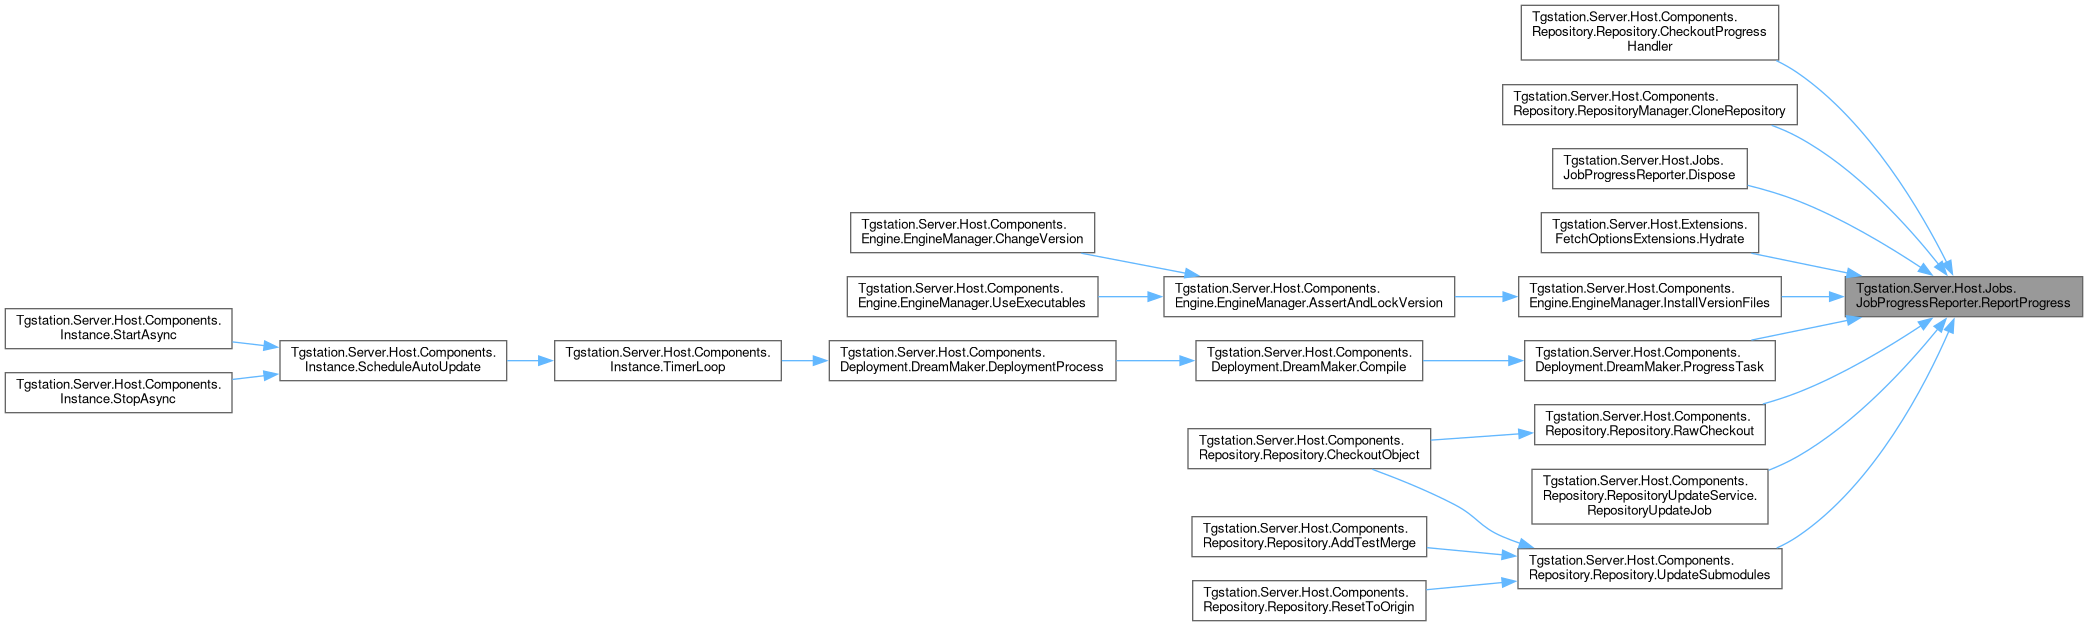 Tgstation.Server.Host.Components.
Repository.Repository.CheckoutProgress
Handler
Tgstation.Server.Host.Components.
Repository.RepositoryManager.CloneRepository
Tgstation.Server.Host.Jobs.
JobProgressReporter.Dispose
Tgstation.Server.Host.Components.
Engine.EngineManager.ChangeVersion
Tgstation.Server.Host.Extensions.
FetchOptionsExtensions.Hydrate
Tgstation.Server.Host.Components.
Engine.EngineManager.UseExecutables
Tgstation.Server.Host.Components.
Engine.EngineManager.AssertAndLockVersion
Tgstation.Server.Host.Components.
Engine.EngineManager.InstallVersionFiles
Tgstation.Server.Host.Jobs.
JobProgressReporter.ReportProgress
Tgstation.Server.Host.Components.
Instance.StartAsync
Tgstation.Server.Host.Components.
Instance.StopAsync
Tgstation.Server.Host.Components.
Instance.ScheduleAutoUpdate
Tgstation.Server.Host.Components.
Instance.TimerLoop
Tgstation.Server.Host.Components.
Deployment.DreamMaker.DeploymentProcess
Tgstation.Server.Host.Components.
Deployment.DreamMaker.Compile
Tgstation.Server.Host.Components.
Deployment.DreamMaker.ProgressTask
Tgstation.Server.Host.Components.
Repository.Repository.CheckoutObject
Tgstation.Server.Host.Components.
Repository.Repository.RawCheckout
Tgstation.Server.Host.Components.
Repository.RepositoryUpdateService.
RepositoryUpdateJob
Tgstation.Server.Host.Components.
Repository.Repository.AddTestMerge
Tgstation.Server.Host.Components.
Repository.Repository.UpdateSubmodules
Tgstation.Server.Host.Components.
Repository.Repository.ResetToOrigin